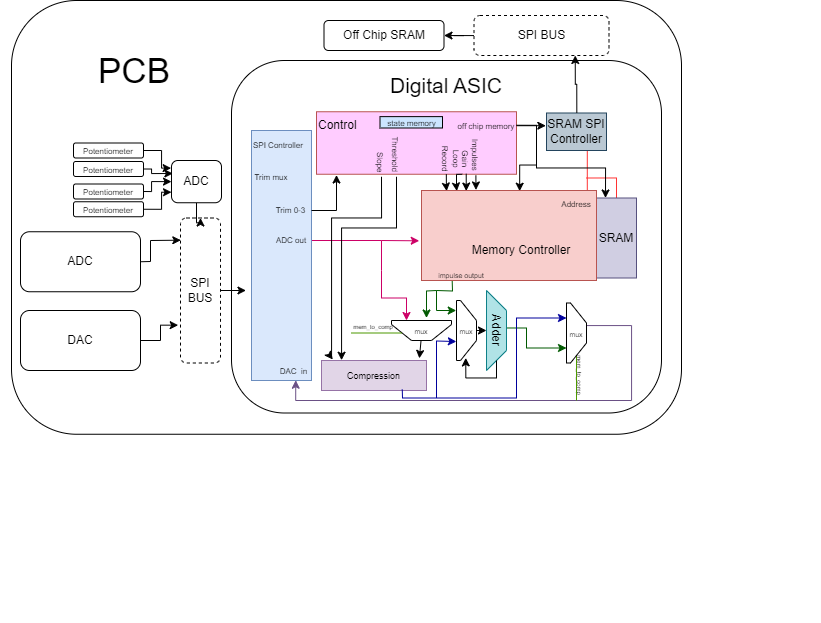 Off Chip SRAM
SPI BUS
PCB
Digital ASIC
Control
state memory
off chip memory
SRAM SPI
Controller
SPI Controller
Potentiometer
Potentiometer
Potentiometer
Potentiometer
ADC
Trim mux
Slope
Threshold
Record
Loop
Gain
Impulses
Trim 0-3
Address
ADC out
Memory Controller
SRAM
ADC
SPI
BUS
impulse output
DAC
mem_to_comp
mux
mux
Adder
mux
mem_to_comp
DAC in
Compression